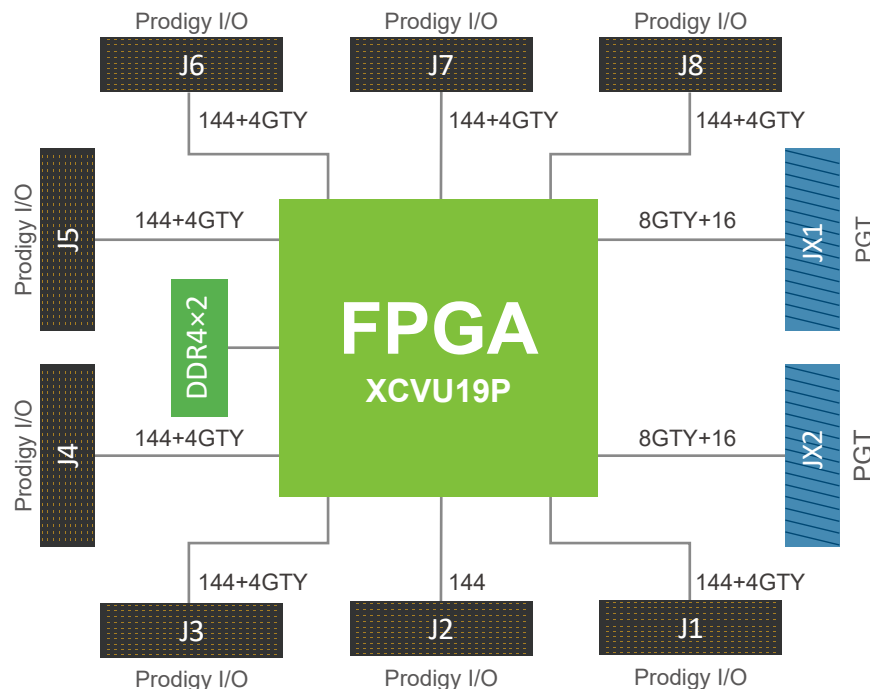 Prodigy I/O
Prodigy I/O
Prodigy I/O
J6
J7
J8
144+4GTY
144+4GTY
144+4GTY
Prodigy I/O
J5
144+4GTY
8GTY+16
JX1
PGT
DDR4×2
FPGA
XCVU19P
Prodigy I/O
J4
144+4GTY
8GTY+16
JX2
PGT
144+4GTY
144
144+4GTY
J3
J2
J1
Prodigy I/O
Prodigy I/O
Prodigy I/O